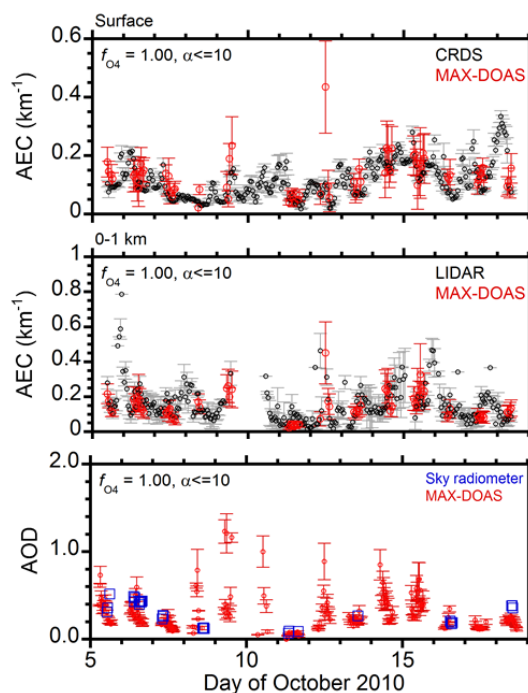 Surface
0.6
0.4
0.2
0
AEC (km⁻¹)
fO4 = 1.00, α<=10
CRDS
MAX-DOAS
0-1 km
1
0.8
0.6
0.4
0.2
0
AEC (km⁻¹)
fO4 = 1.00, α<=10
LIDAR
MAX-DOAS
2.0
1.0
0.0
AOD
fO4 = 1.00, α<=10
Sky radiometer
MAX-DOAS
5 10 15
Day of October 2010